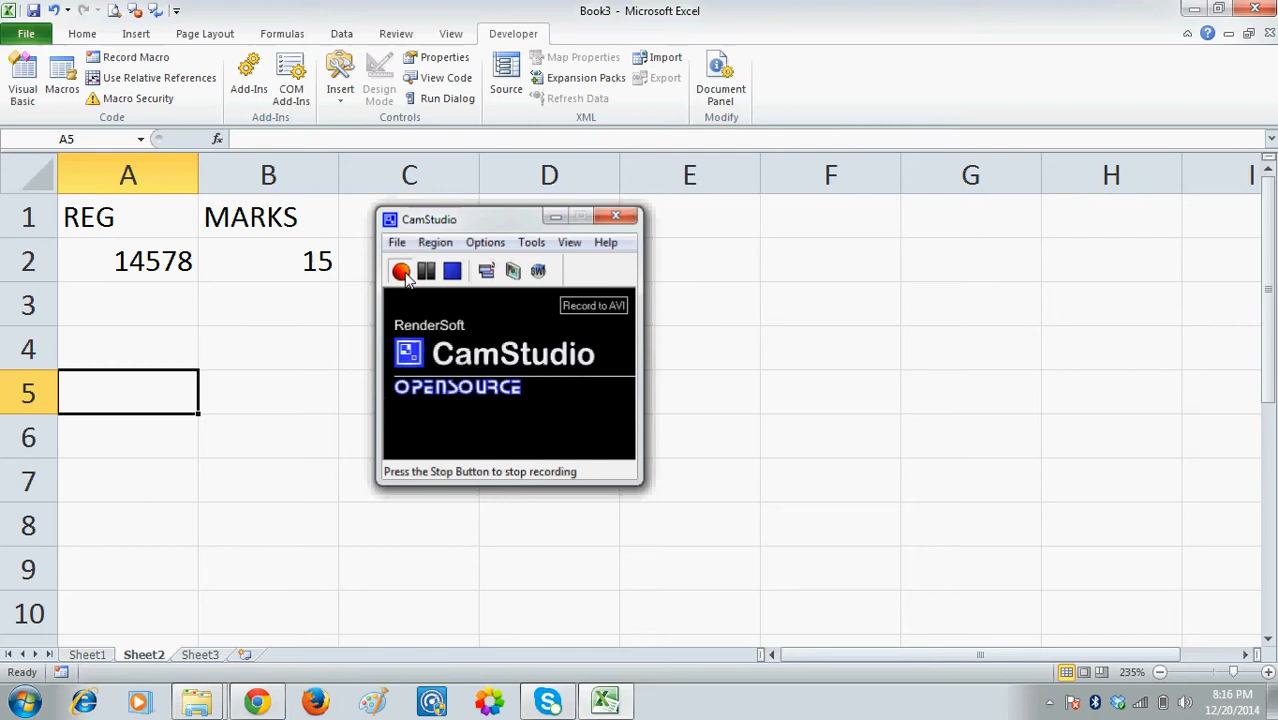 Book3 - Microsoft Excel
File Home Insert Page Layout Formulas Data Review View Developer
Visual Basic
Macros
Record Macro
Use Relative References
Macro Security
Code
Add-Ins
COM Add-Ins
Add-Ins
Insert
Design Mode
Properties
View Code
Run Dialog
Controls
Source
Map Properties
Expansion Packs
Refresh Data
Import
Export
XML
Document Panel
Modify
A5 fx
A B C D E F G H I
1 REG MARKS
2 14578 15
3
4
5
6
7
8
9
10
CamStudio
File Region Options Tools View Help
Record to AVI
RenderSoft
CamStudio
OPENSOURCE
Press the Stop Button to stop recording
Sheet1 Sheet2 Sheet3
Ready 235%
8:16 PM
12/20/2014